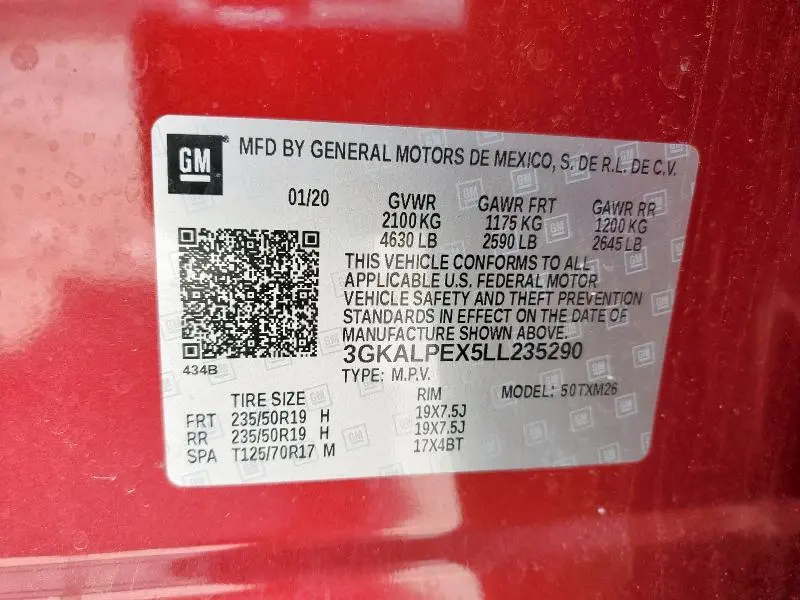 GM
MFD BY GENERAL MOTORS DE MEXICO, S. DE R.L. DE C.V.
01/20 GVWR GAWR FRT GAWR RR
2100 KG 1175 KG 1200 KG
4630 LB 2590 LB 2645 LB
THIS VEHICLE CONFORMS TO ALL
APPLICABLE U.S. FEDERAL MOTOR
VEHICLE SAFETY AND THEFT PREVENTION
STANDARDS IN EFFECT ON THE DATE OF
MANUFACTURE SHOWN ABOVE.
434B
3GKALPEX5LL235290
TYPE: M.P.V. MODEL: 50TXM26
TIRE SIZE RIM
FRT 235/50R19 H 19X7.5J
RR 235/50R19 H 19X7.5J
SPA T125/70R17 M 17X4BT